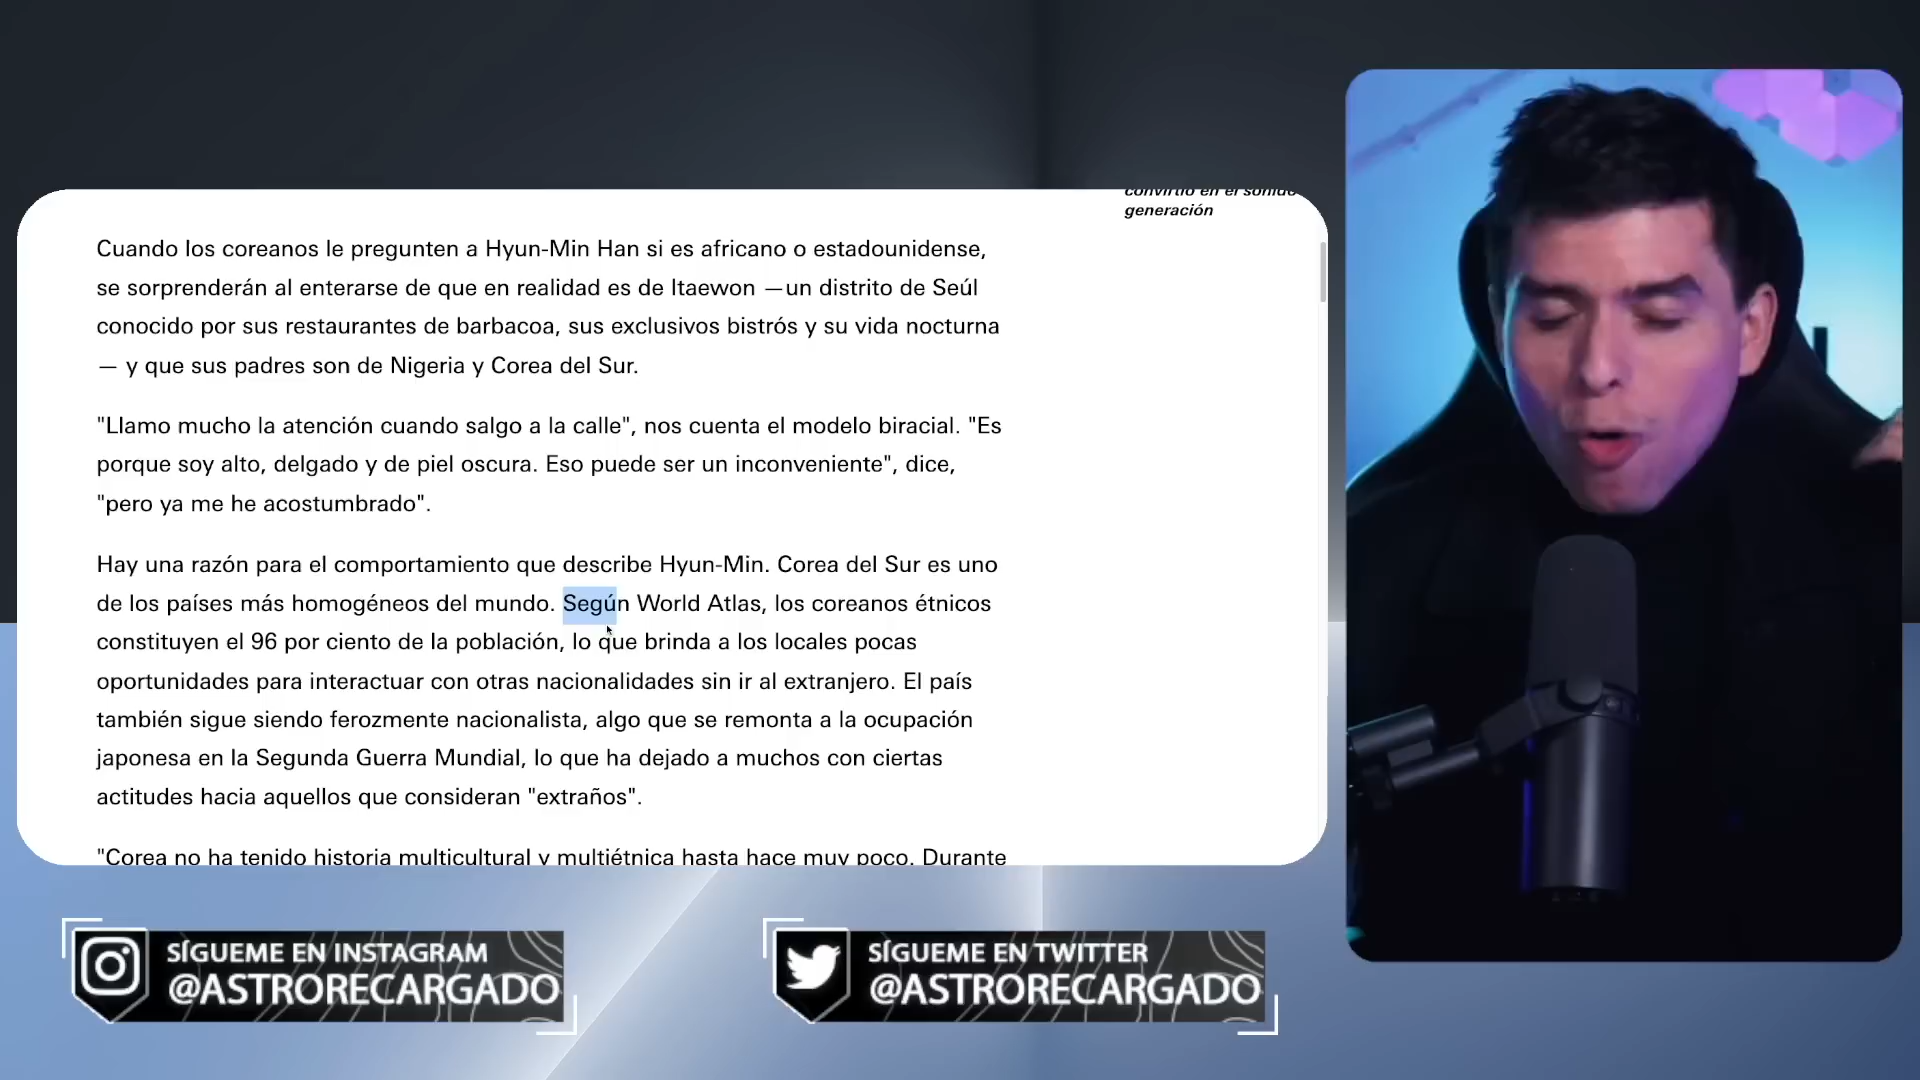 convirtió en el sonido
generación
Cuando los coreanos le pregunten a Hyun-Min Han si es africano o estadounidense,
se sorprenderán al enterarse de que en realidad es de Itaewon —un distrito de Seúl
conocido por sus restaurantes de barbacoa, sus exclusivos bistrós y su vida nocturna
— y que sus padres son de Nigeria y Corea del Sur.
"Llamo mucho la atención cuando salgo a la calle", nos cuenta el modelo biracial. "Es
porque soy alto, delgado y de piel oscura. Eso puede ser un inconveniente", dice,
"pero ya me he acostumbrado".
Hay una razón para el comportamiento que describe Hyun-Min. Corea del Sur es uno
de los países más homogéneos del mundo. Según World Atlas, los coreanos étnicos
constituyen el 96 por ciento de la población, lo que brinda a los locales pocas
oportunidades para interactuar con otras nacionalidades sin ir al extranjero. El país
también sigue siendo ferozmente nacionalista, algo que se remonta a la ocupación
japonesa en la Segunda Guerra Mundial, lo que ha dejado a muchos con ciertas
actitudes hacia aquellos que consideran "extraños".
"Corea no ha tenido historia multicultural y multiétnica hasta hace muy poco. Durante
SÍGUEME EN INSTAGRAM
@ASTRORECARGADO
SÍGUEME EN TWITTER
@ASTRORECARGADO